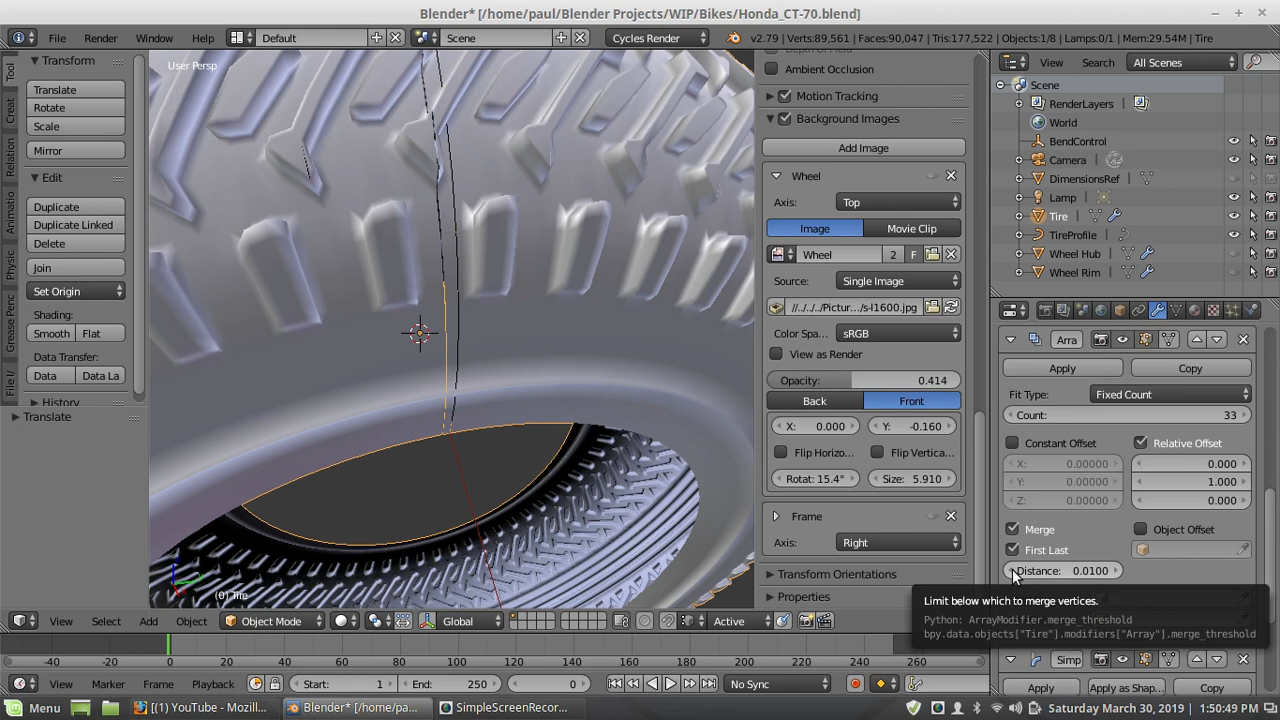 Blender* [/home/paul/Blender Projects/WIP/Bikes/Honda_CT-70.blend]
File Render Window Help Default Scene Cycles Render v2.79 | Verts:89,561 | Faces:90,047 | Tris:177,522 | Objects:1/8 | Lamps:0/1 | Mem:29.54M | Tire
Tool
Creat
Relation
Animatio
Physic
Grease Penc
File I/
Transform
Translate
Rotate
Scale
Mirror
Edit
Duplicate
Duplicate Linked
Delete
Join
Set Origin
Shading:
Smooth Flat
Data Transfer:
Data Data La
History
Translate
User Persp
(0) Tire
Ambient Occlusion
Motion Tracking
Background Images
Add Image
Wheel
Axis: Top
Image Movie Clip
Wheel 2 F
Source: Single Image
//../../../Pictur.../s-l1600.jpg
Color Spa... sRGB
View as Render
Opacity: 0.414
Back Front
X: 0.000 Y: -0.160
Flip Horizo... Flip Vertica...
Rotat: 15.4° Size: 5.910
Frame
Axis: Right
Transform Orientations
Properties
View Search All Scenes
Scene
RenderLayers
World
BendControl
Camera
DimensionsRef
Lamp
Tire
TireProfile
Wheel Hub
Wheel Rim
Arra
Apply Copy
Fit Type: Fixed Count
Count: 33
Constant Offset Relative Offset
X: 0.00000 0.000
Y: 0.00000 1.000
Z: 0.00000 0.000
Merge Object Offset
First Last
Distance: 0.0100
Limit below which to merge vertices.
Python: ArrayModifier.merge_threshold
bpy.data.objects["Tire"].modifiers["Array"].merge_threshold
Simp
Apply Apply as Shap... Copy
View Select Add Object Object Mode Global Active
-40 -20 0 20 40 60 80 100 120 140 160 180 200 220 240 260
View Marker Frame Playback Start: 1 End: 250 0 No Sync
Menu [(1) YouTube - Mozill... Blender* [/home/pa... [SimpleScreenRecor... Saturday March 30, 2019 | 1:50:49 PM